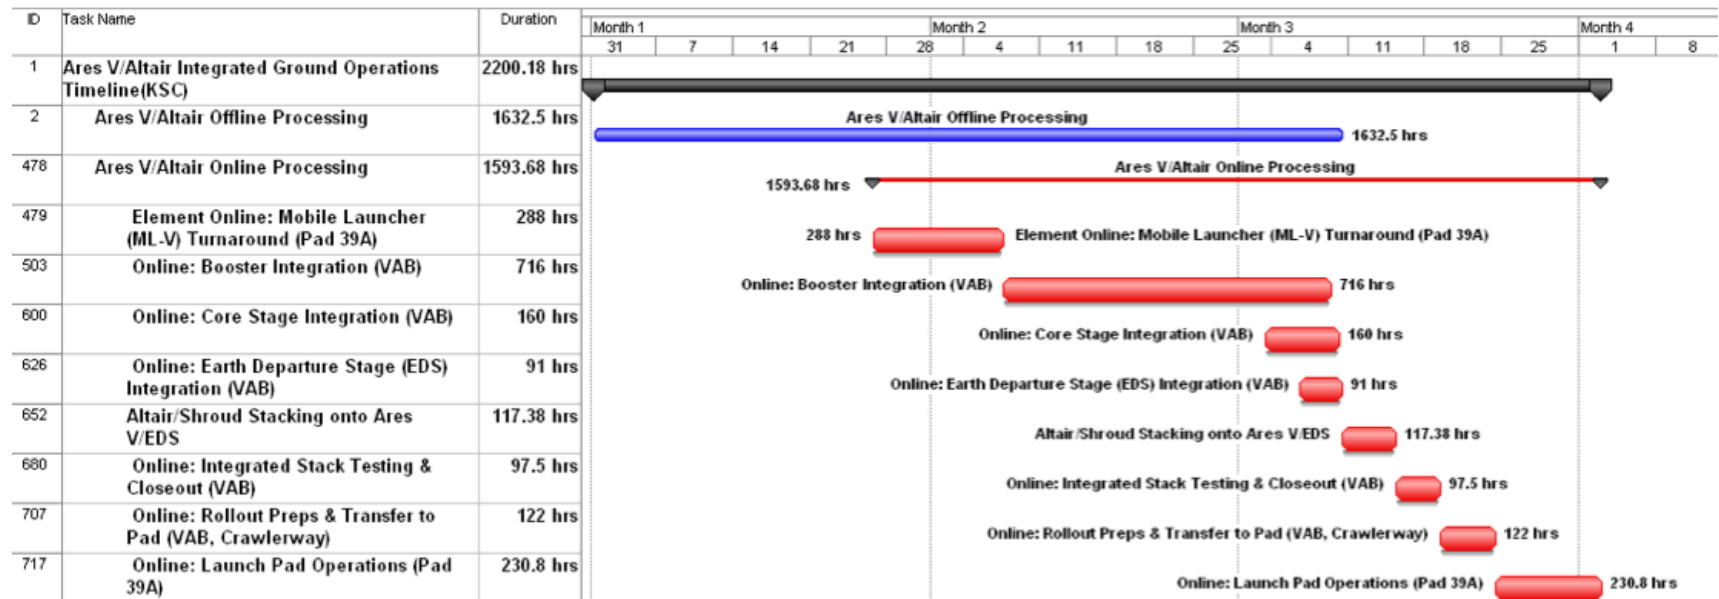 ID Task Name Duration Month 1 Month 2 Month 3 Month 4
31 7 14 21 28 4 11 18 25 4 11 18 25 1 8
1 Ares V/Altair Integrated Ground Operations 2200.18 hrs
Timeline(KSC)
2 Ares V/Altair Offline Processing 1632.5 hrs Ares V/Altair Offline Processing
1632.5 hrs
478 Ares V/Altair Online Processing 1593.68 hrs Ares V/Altair Online Processing
1593.68 hrs
479 Element Online: Mobile Launcher 288 hrs
(ML-V) Turnaround (Pad 39A)
288 hrs Element Online: Mobile Launcher (ML-V) Turnaround (Pad 39A)
503 Online: Booster Integration (VAB) 716 hrs
Online: Booster Integration (VAB) 716 hrs
600 Online: Core Stage Integration (VAB) 160 hrs
Online: Core Stage Integration (VAB) 160 hrs
626 Online: Earth Departure Stage (EDS) 91 hrs
Integration (VAB)
Online: Earth Departure Stage (EDS) Integration (VAB) 91 hrs
652 Altair/Shroud Stacking onto Ares 117.38 hrs
V/EDS
Altair/Shroud Stacking onto Ares V/EDS 117.38 hrs
680 Online: Integrated Stack Testing & 97.5 hrs
Closeout (VAB)
Online: Integrated Stack Testing & Closeout (VAB) 97.5 hrs
707 Online: Rollout Preps & Transfer to 122 hrs
Pad (VAB, Crawlerway)
Online: Rollout Preps & Transfer to Pad (VAB, Crawlerway) 122 hrs
717 Online: Launch Pad Operations (Pad 230.8 hrs
39A)
Online: Launch Pad Operations (Pad 39A) 230.8 hrs